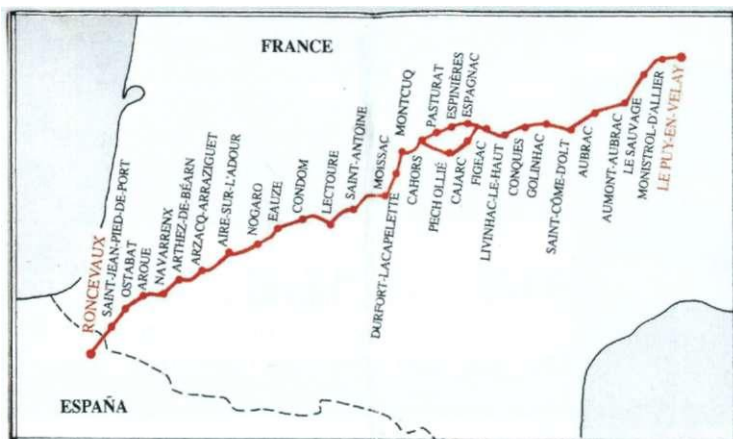 FRANCE
ESPAÑA
RONCEVAUX
SAINT-JEAN-PIED-DE-PORT
OSTABAT
AROUE
NAVARRENX
ARTHEZ-DE-BÉARN
ARZACQ-ARRAZIGUET
AIRE-SUR-L'ADOUR
NOGARO
EAUZE
CONDOM
LECTOURE
SAINT-ANTOINE
MOISSAC
DURFORT-LACAPELETTE
MONTCUQ
CAHORS
PASTURAT
PECH OLLIÉ
ESPINIÈRES
CAJARC
ESPAGNAC
FIGEAC
LIVINHAC-LE-HAUT
CONQUES
GOLINHAC
SAINT-CÔME-D'OLT
AUBRAC
AUMONT-AUBRAC
LE SAUVAGE
MONISTROL-D'ALLIER
LE PUY-EN-VELAY